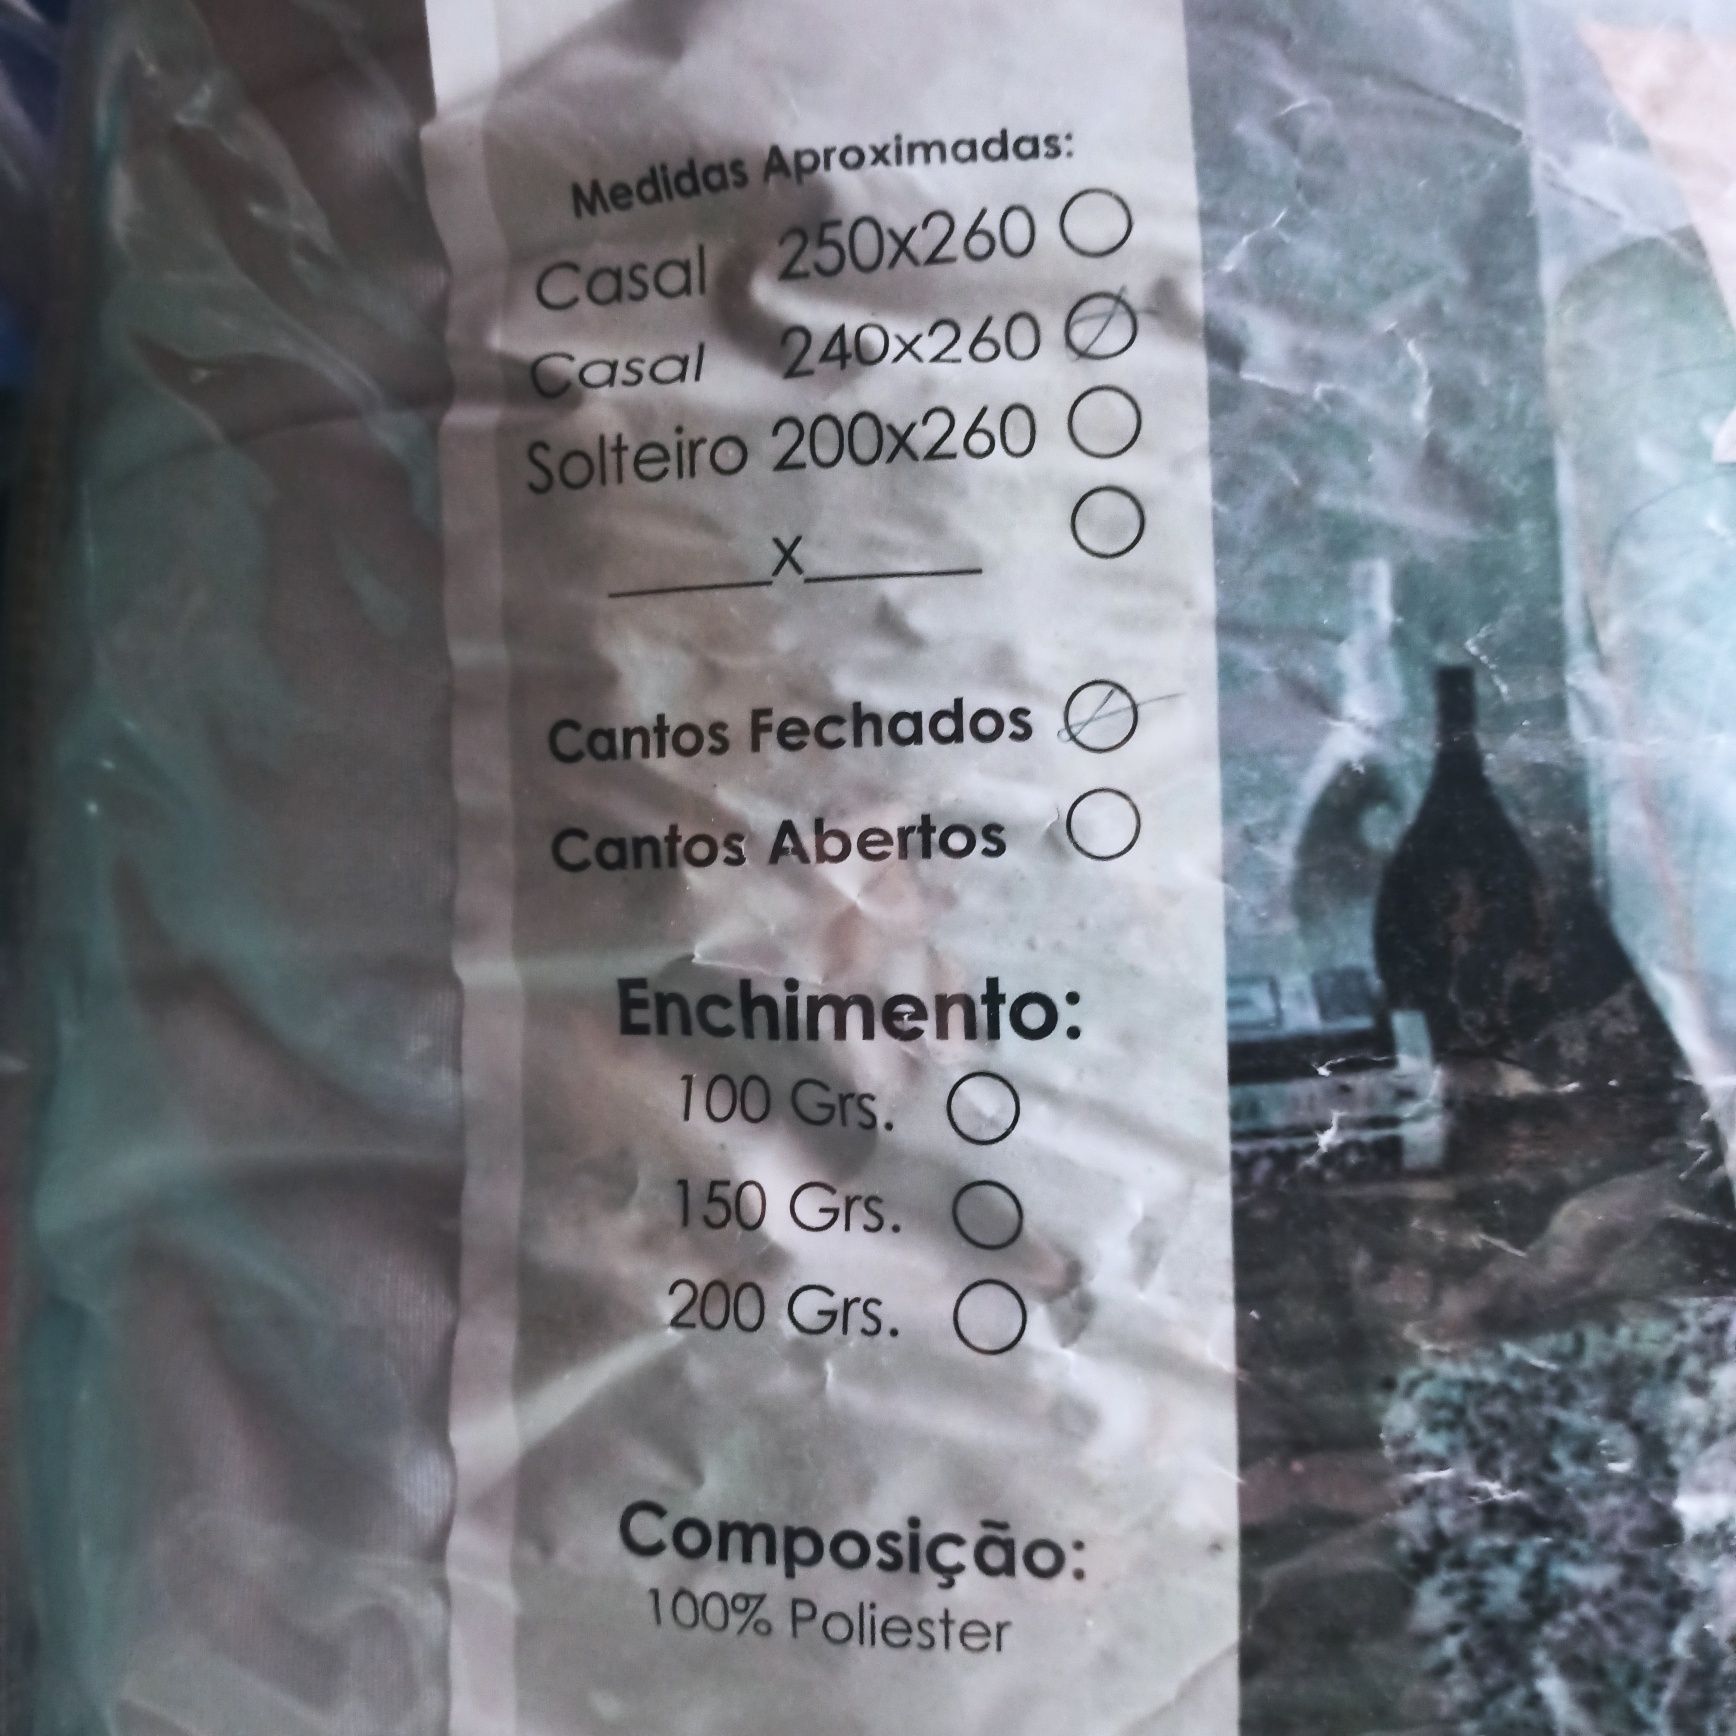 Medidas Aproximadas:
Casal 250x260
Casal 240x260
Solteiro 200x260
_____x_____
Cantos Fechados
Cantos Abertos
Enchimento:
100 Grs.
150 Grs.
200 Grs.
Composição:
100% Poliester